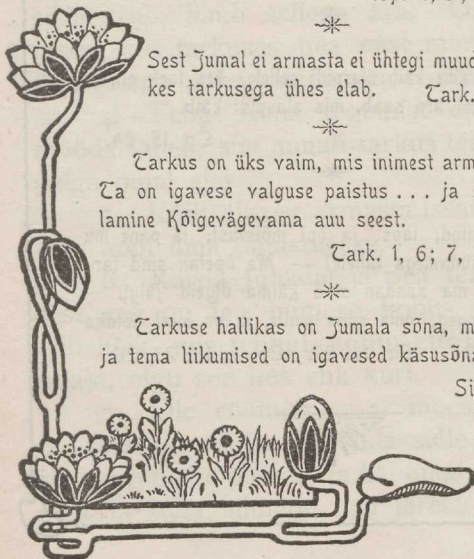 Sest Jumal ei armasta ei ühtegi muud
kes tarkusega ühes elab. Tark.
Tarkus on üks vaim, mis inimest arm
Ta on igavese valguse paistus . . . ja
lamine Kõigevägevama auu seest.
Tark. 1, 6; 7,
Tarkuse hallikas on Jumala sõna, m
ja tema liikumised on igavesed käsusõna
Si